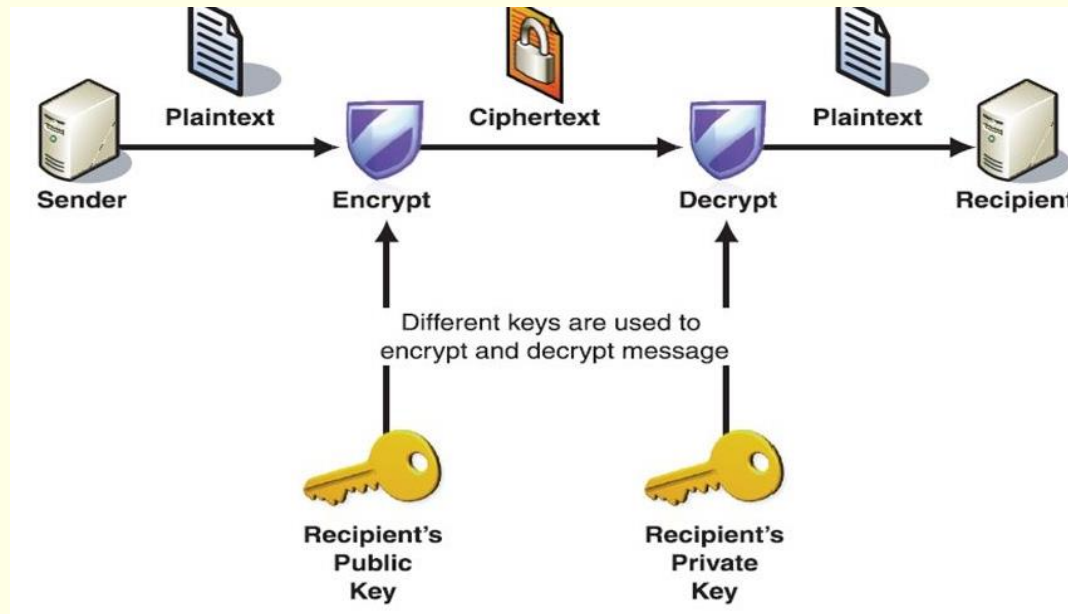 Plaintext
Ciphertext
Plaintext
Sender
Encrypt
Decrypt
Recipient
Different keys are used to
encrypt and decrypt message
Recipient's
Public
Key
Recipient's
Private
Key